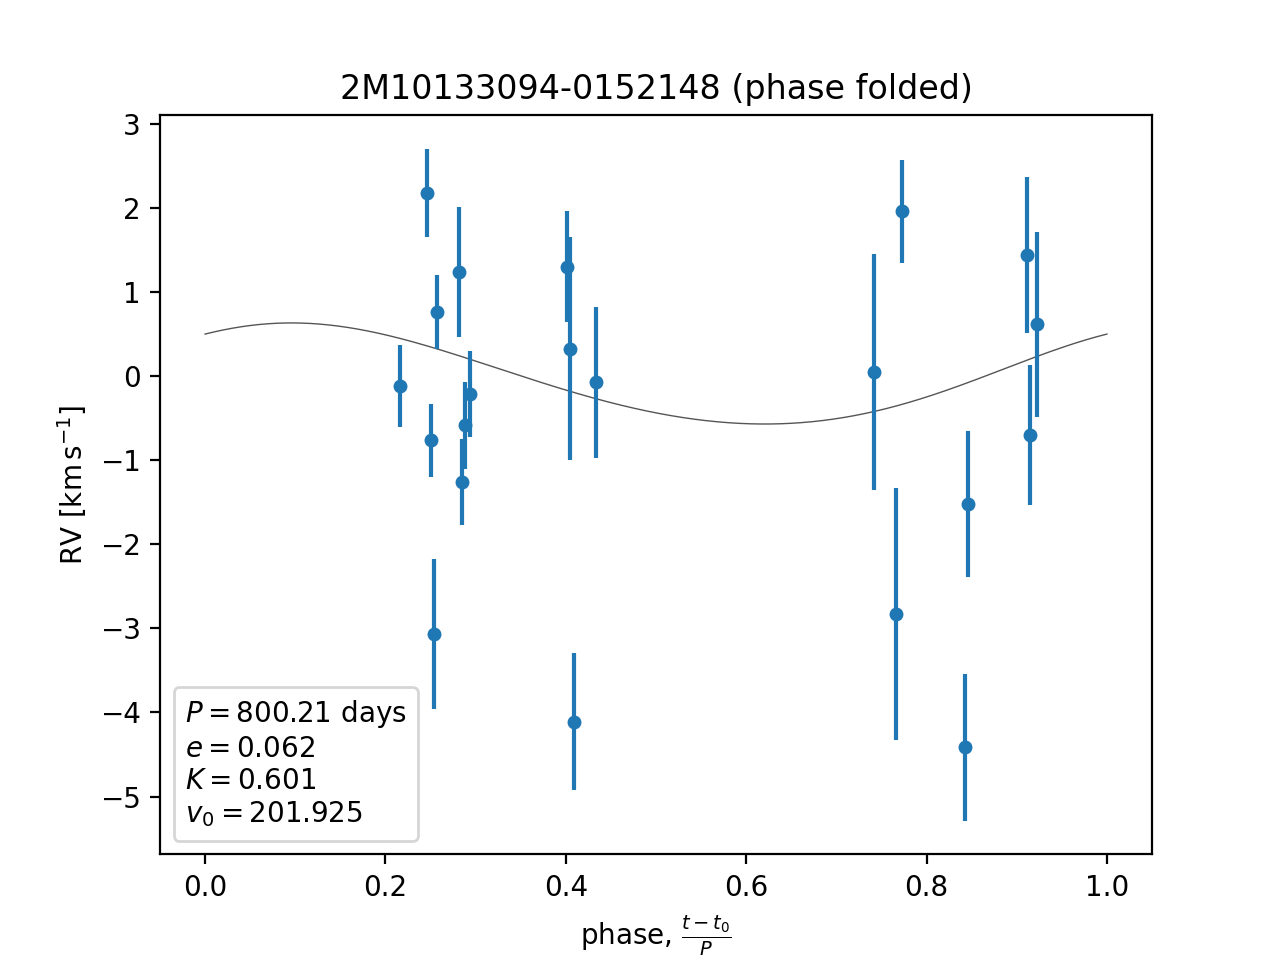 2M10133094-0152148 (phase folded)
3
2
1
0
−1
−2
−3
−4
−5
RV [km s⁻¹]
P = 800.21 days
e = 0.062
K = 0.601
v₀ = 201.925
0.0 0.2 0.4 0.6 0.8 1.0
phase, (t − t₀)/P